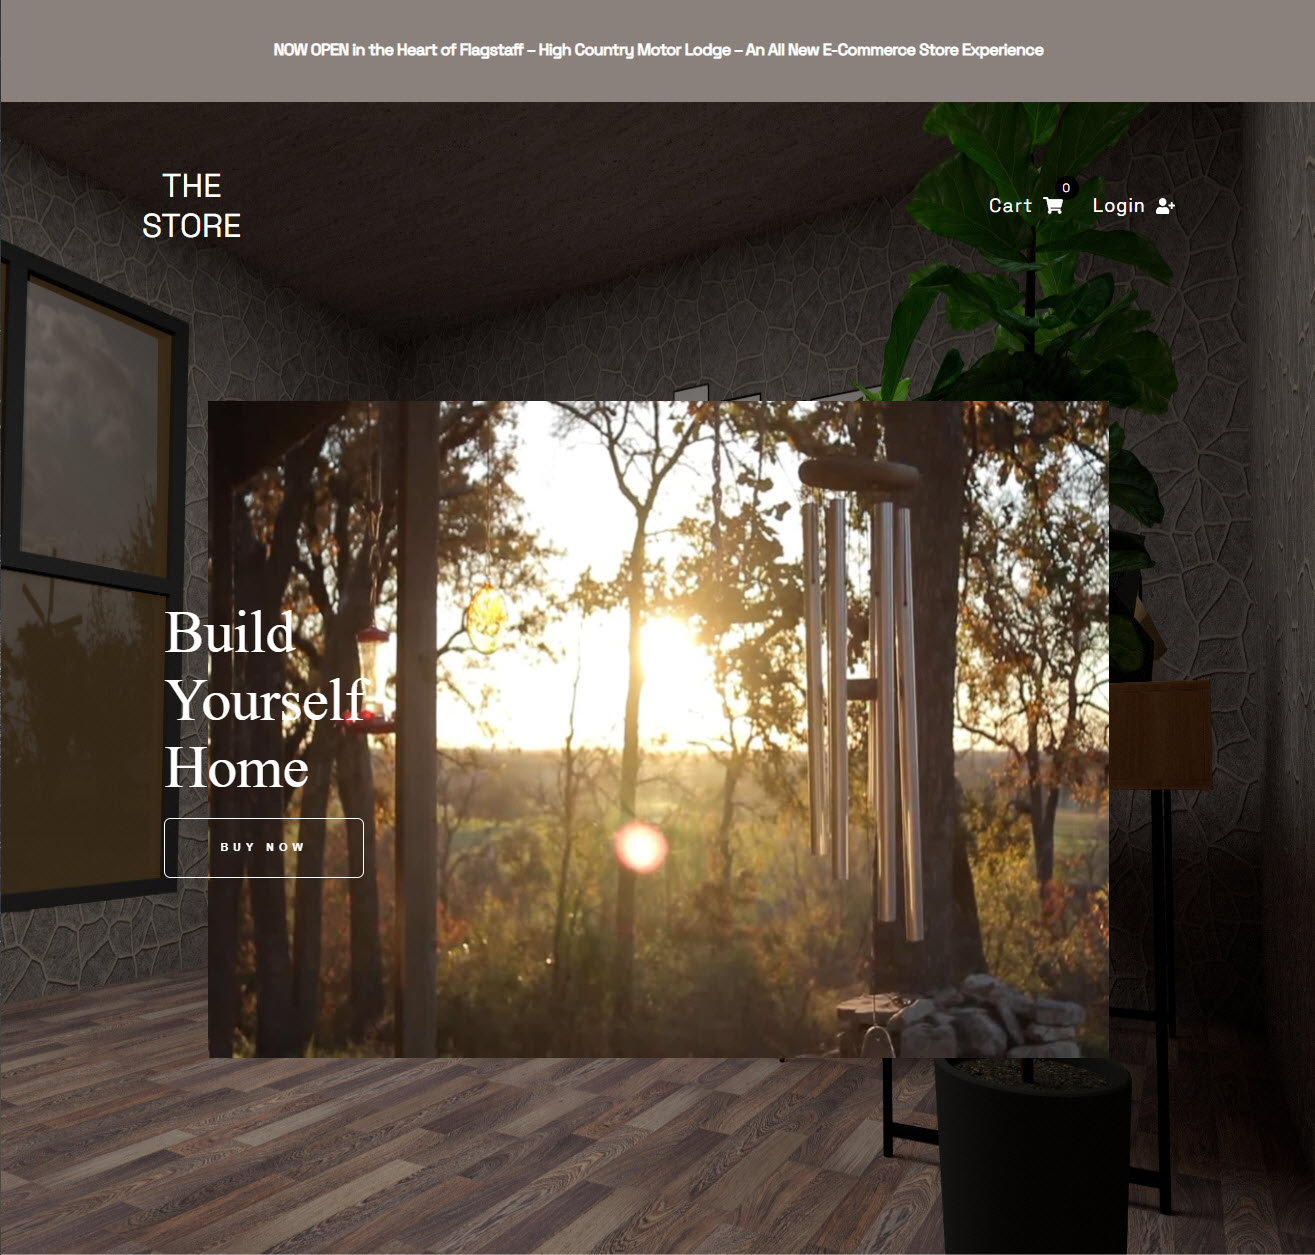 NOW OPEN in the Heart of Flagstaff – High Country Motor Lodge – An All New E-Commerce Store Experience
THE
STORE
0
Cart
Login
Build
Yourself
Home
BUY NOW